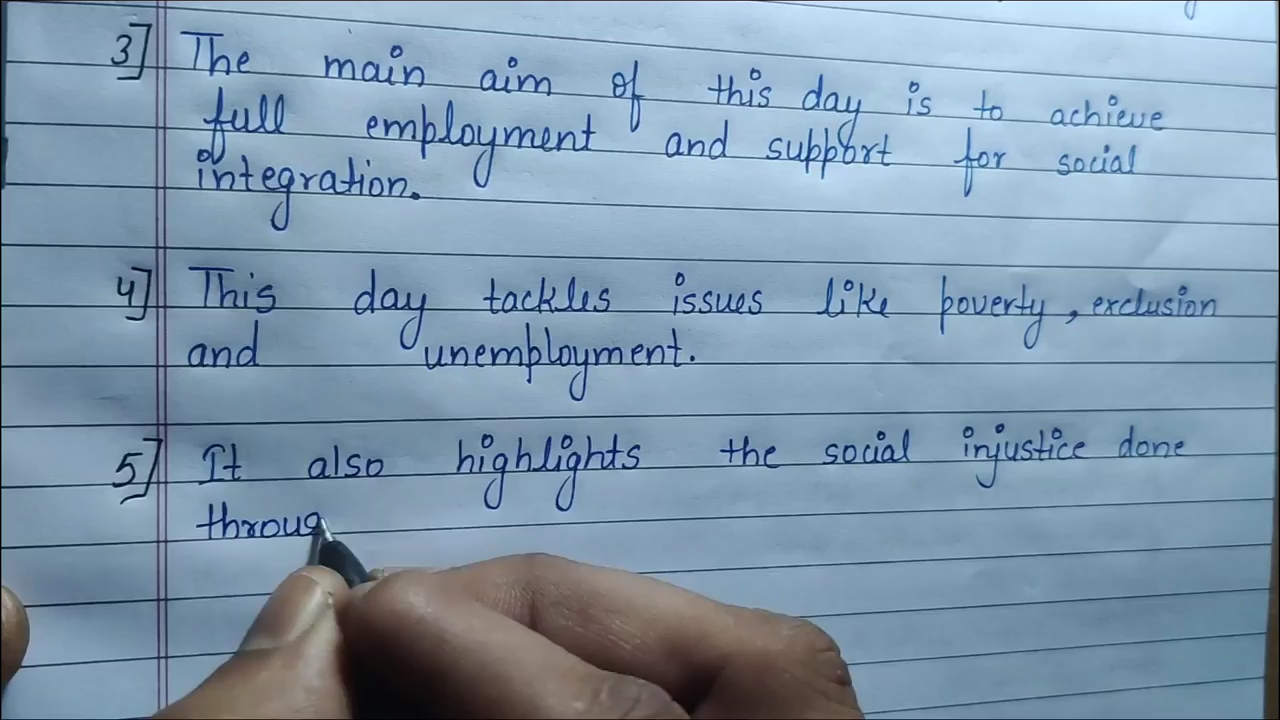 3] The main aim of this day is to achieve
full employment and support for social
integration.
4] This day tackles issues like poverty, exclusion
and unemployment.
5] It also highlights the social injustice done
throug